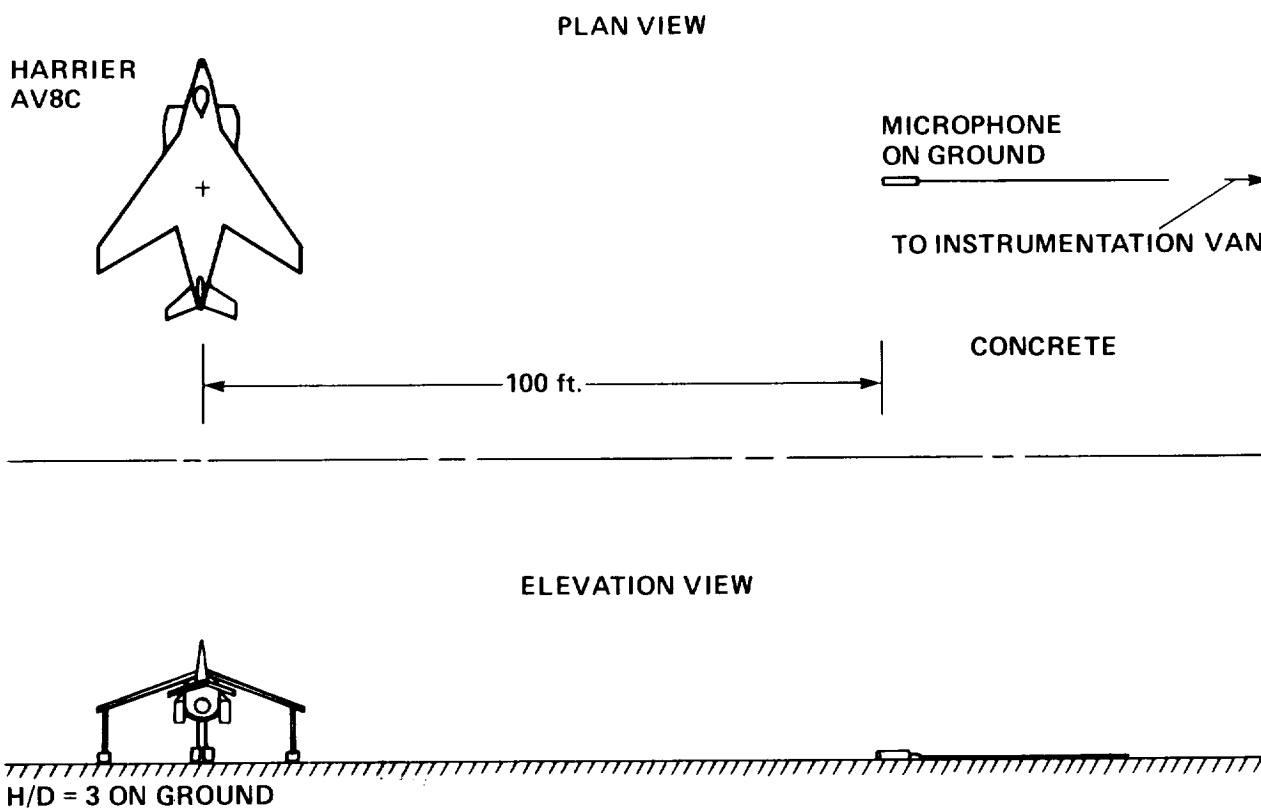 PLAN VIEW
HARRIER
AV8C
MICROPHONE
ON GROUND
TO INSTRUMENTATION VAN
CONCRETE
100 ft.
ELEVATION VIEW
H/D = 3 ON GROUND